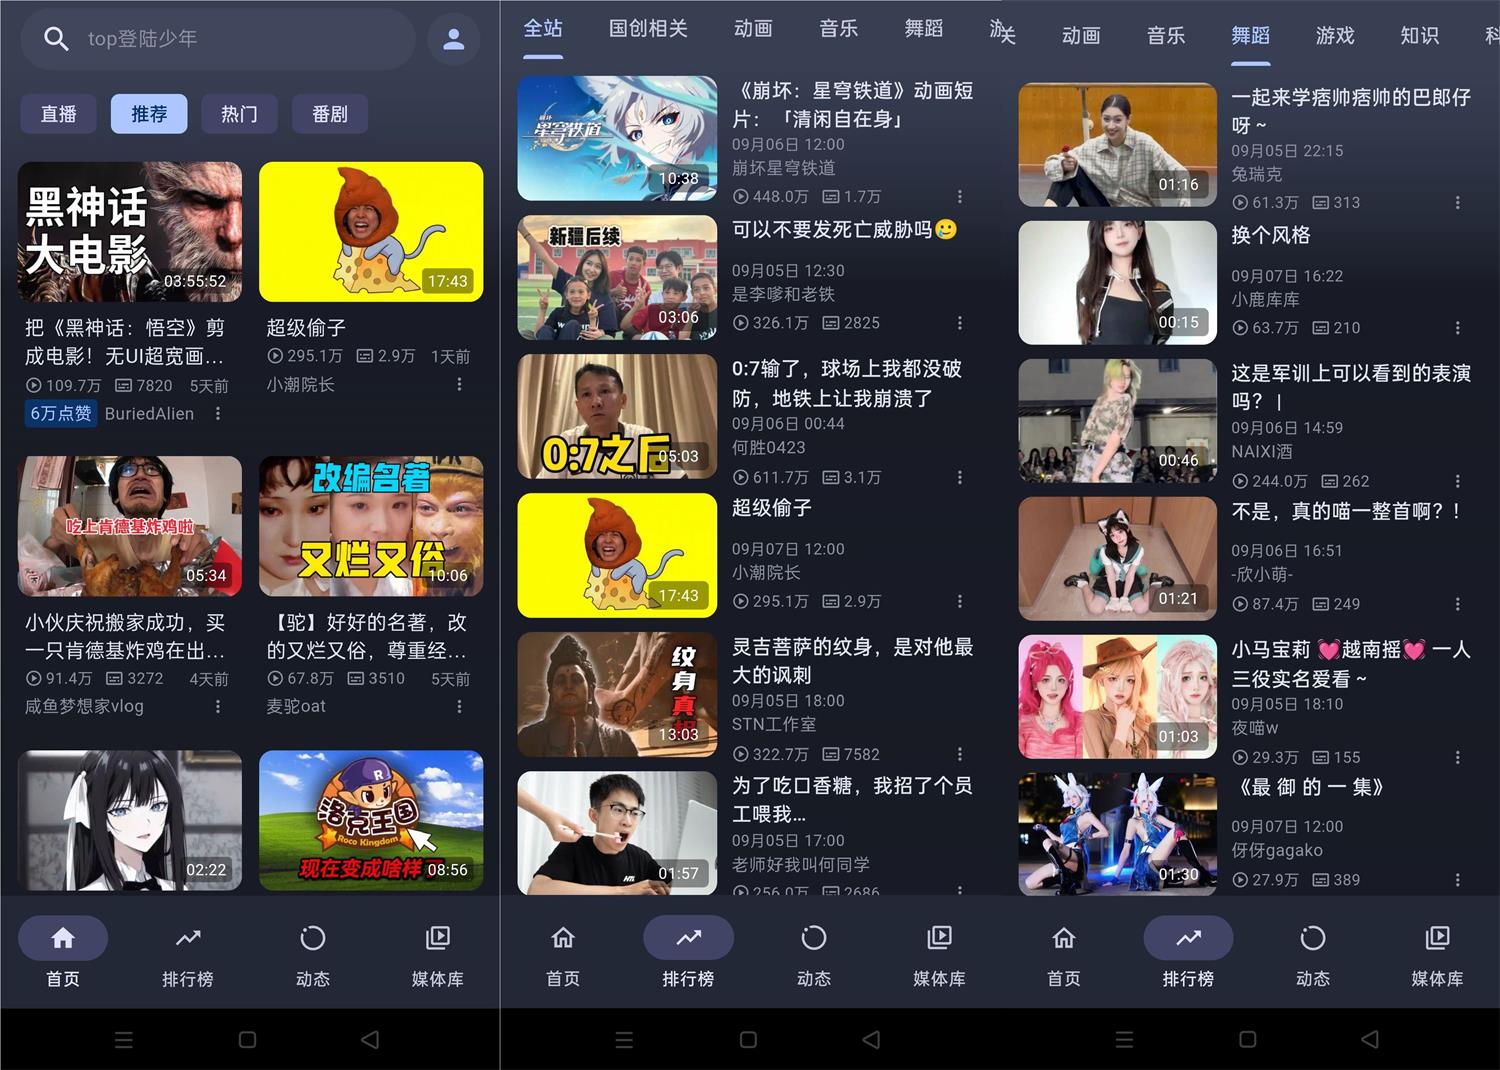 top登陆少年
直播
推荐
热门
番剧
黑神话
大电影
03:55:52
把《黑神话：悟空》剪
成电影！无UI超宽画...
109.7万 7820 5天前
6万点赞 BuriedAlien
17:43
超级偷子
295.1万 2.9万 1天前
小潮院长
吃上肯德基炸鸡啦
05:34
小伙庆祝搬家成功，买
一只肯德基炸鸡在出...
91.4万 3272 4天前
咸鱼梦想家vlog
改编名著
又烂又俗
10:06
【驼】好好的名著，改
的又烂又俗，尊重经...
67.8万 3510 5天前
麦驼oat
02:22
R
洛克王国
Roco Kingdom
现在变成啥样了
08:56
首页
排行榜
动态
媒体库
全站 国创相关 动画 音乐 舞蹈
崩坏
星穹铁道
10:38
《崩坏：星穹铁道》动画短
片：「清闲自在身」
09月06日 12:00
崩坏星穹铁道
448.0万 1.7万
新疆后续
03:06
可以不要发死亡威胁吗🥲
09月05日 12:30
是李嗲和老铁
326.1万 2825
0:7之后
05:03
0:7输了，球场上我都没破
防，地铁上让我崩溃了
09月06日 00:44
何胜0423
611.7万 3.1万
17:43
超级偷子
09月07日 12:00
小潮院长
295.1万 2.9万
纹身真相
13:03
灵吉菩萨的纹身，是对他最
大的讽刺
09月05日 18:00
STN工作室
322.7万 7582
01:57
为了吃口香糖，我招了个员
工喂我...
09月05日 17:00
老师好我叫何同学
256.0万 2686
首页
排行榜
动态
媒体库
关 动画 音乐 舞蹈 游戏 知识 科
01:16
一起来学痞帅痞帅的巴郎仔
呀～
09月05日 22:15
兔瑞克
61.3万 313
00:15
换个风格
09月07日 16:22
小鹿库库
63.7万 210
00:46
这是军训上可以看到的表演
吗？ |
09月06日 14:59
NAIXI酒
244.0万 262
01:21
不是，真的喵一整首啊？！
09月06日 16:51
-欣小萌-
87.4万 249
01:03
小马宝莉 💓越南摇💓 一人
三役实名爱看～
09月05日 18:10
夜喵w
29.3万 155
01:30
《最 御 的 一 集》
09月07日 12:00
伢伢gagako
27.9万 389
首页
排行榜
动态
媒体库